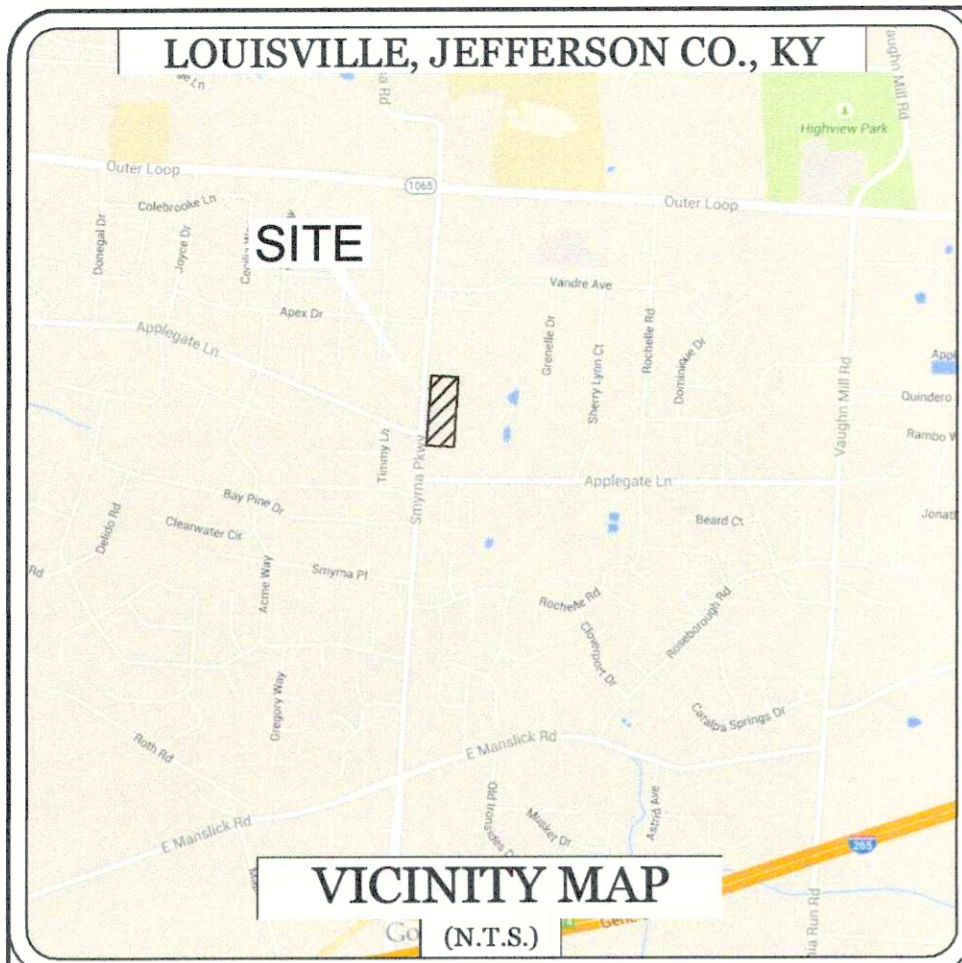 LOUISVILLE, JEFFERSON CO., KY
Highview Park
Outer Loop
1065
Outer Loop
Colebrooke Ln
Donegal Dr
Joyce Dr
SITE
Vandre Ave
Apex Dr
Applegate Ln
Grenelle Dr
Sherry Lynn Ct
Rochelle Rd
Dominique Dr
Vaughn Mill Rd
Quindero
Timmy Ln
Smyrna Pkwy
Applegate Ln
Bay Pine Dr
Clearwater Cir
Delido Rd
Beard Ct
Rd
Acme Way
Smyrna Pl
Rochelle Rd
Cloverport Dr
Roseborough Rd
Gregory Way
Catalpa Springs Dr
Roth Rd
E Manslick Rd
Old Ironsides D
Musket Dr
Astrid Ave
E Manslick Rd
265
VICINITY MAP
(N.T.S.)